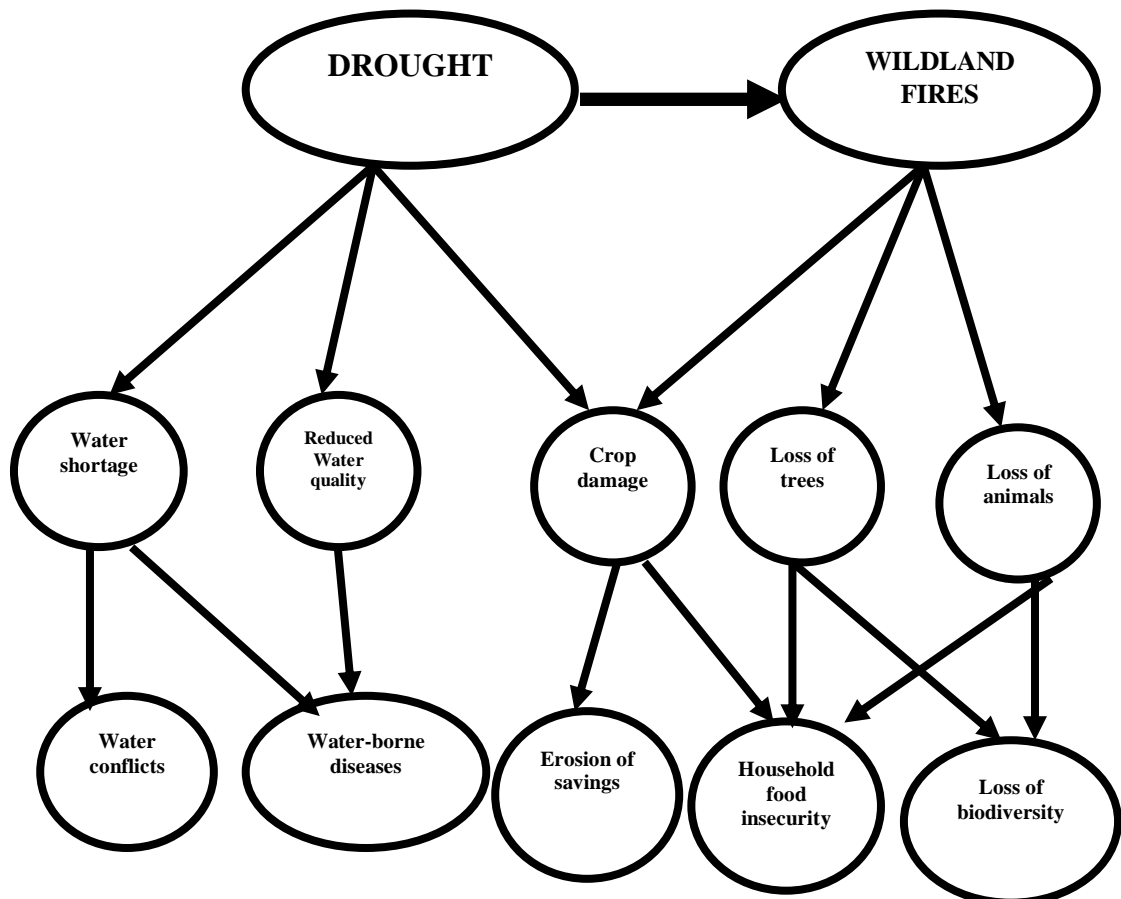 DROUGHT
WILDLAND
FIRES
Water
shortage
Reduced
Water
quality
Crop
damage
Loss of
trees
Loss of
animals
Water
conflicts
Water-borne
diseases
Erosion of
savings
Household
food
insecurity
Loss of
biodiversity